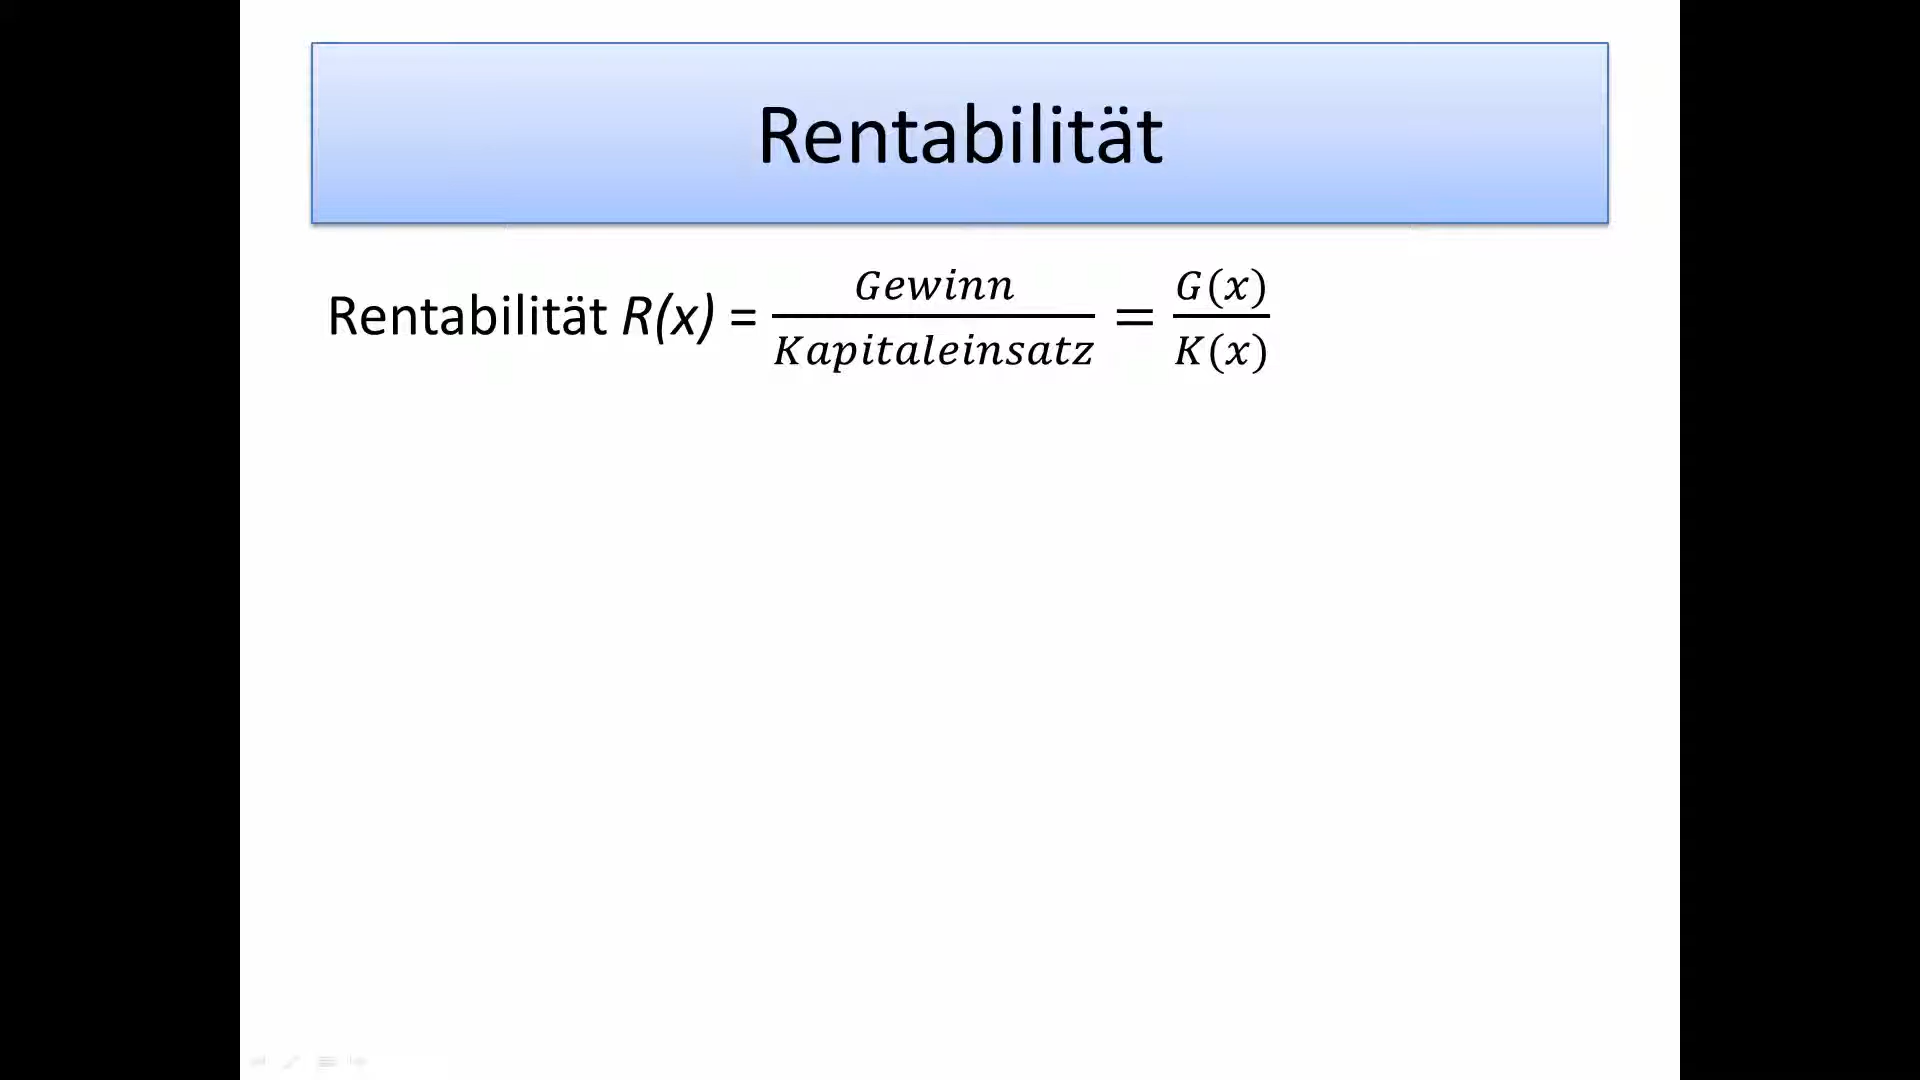 Rentabilität
Rentabilität R(x) = Gewinn / Kapitaleinsatz = G(x) / K(x)